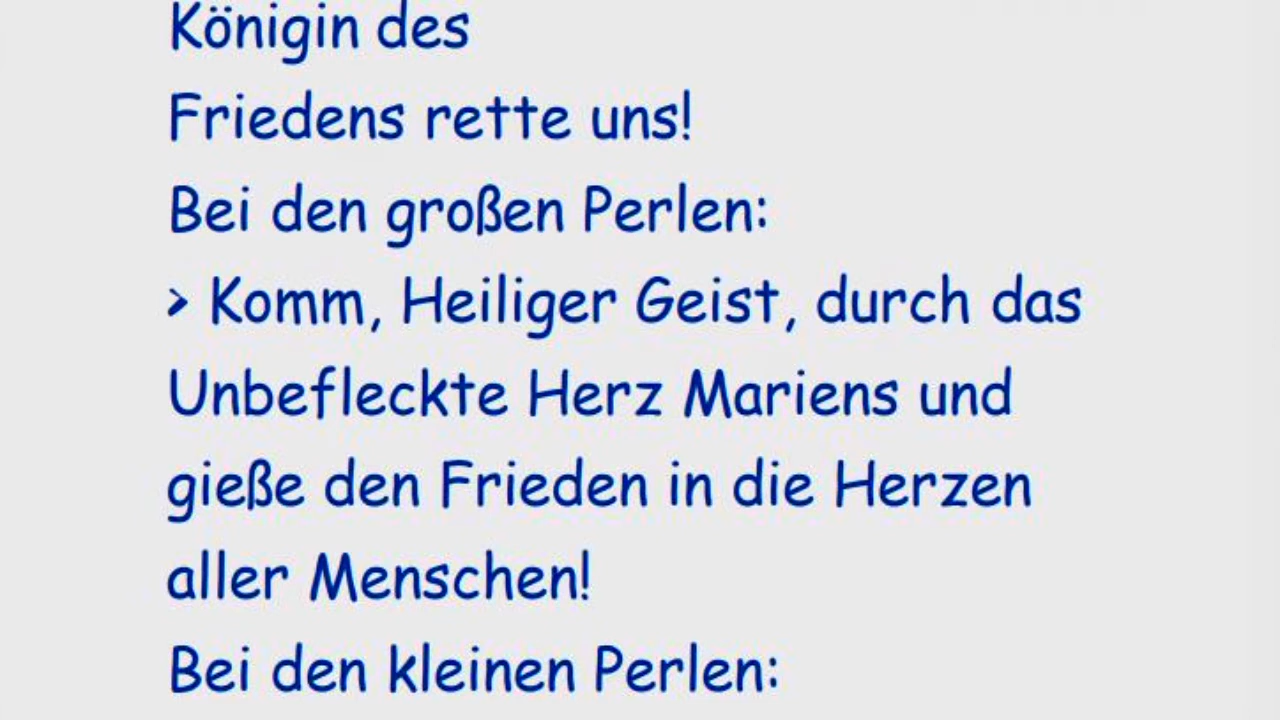 Königin des
Friedens rette uns!
Bei den großen Perlen:
> Komm, Heiliger Geist, durch das
Unbefleckte Herz Mariens und
gieße den Frieden in die Herzen
aller Menschen!
Bei den kleinen Perlen: